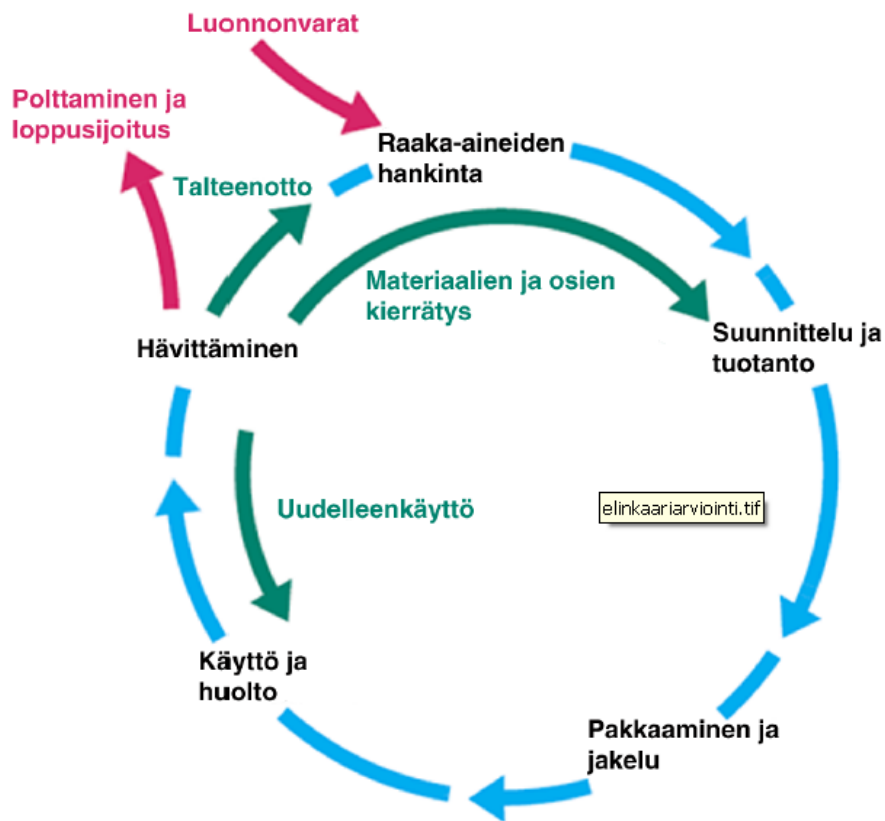 Luonnonvarat
Polttaminen ja
loppusijoitus
Raaka-aineiden
hankinta
Talteenotto
Materiaalien ja osien
kierrätys
Suunnittelu ja
tuotanto
Hävittäminen
Uudelleenkäyttö
elinkaariarviointi.tif
Käyttö ja
huolto
Pakkaaminen ja
jakelu